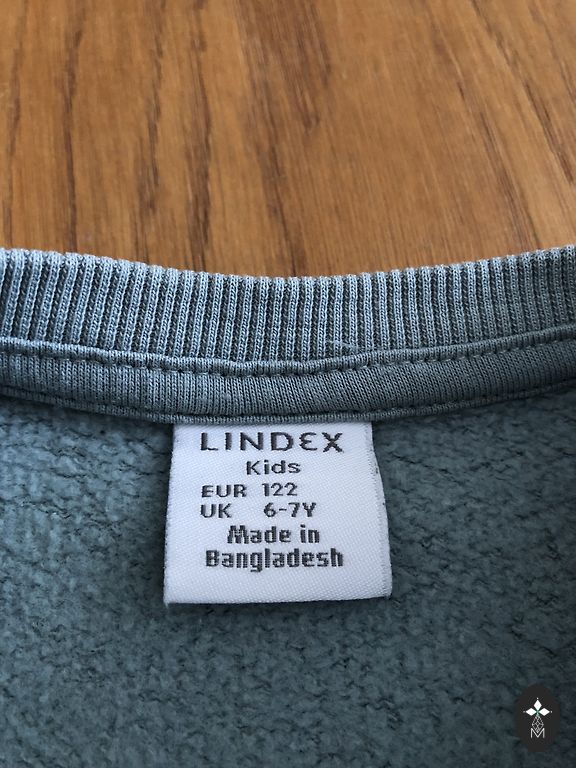 LINDEX
Kids
EUR 122
UK 6-7Y
Made in
Bangladesh